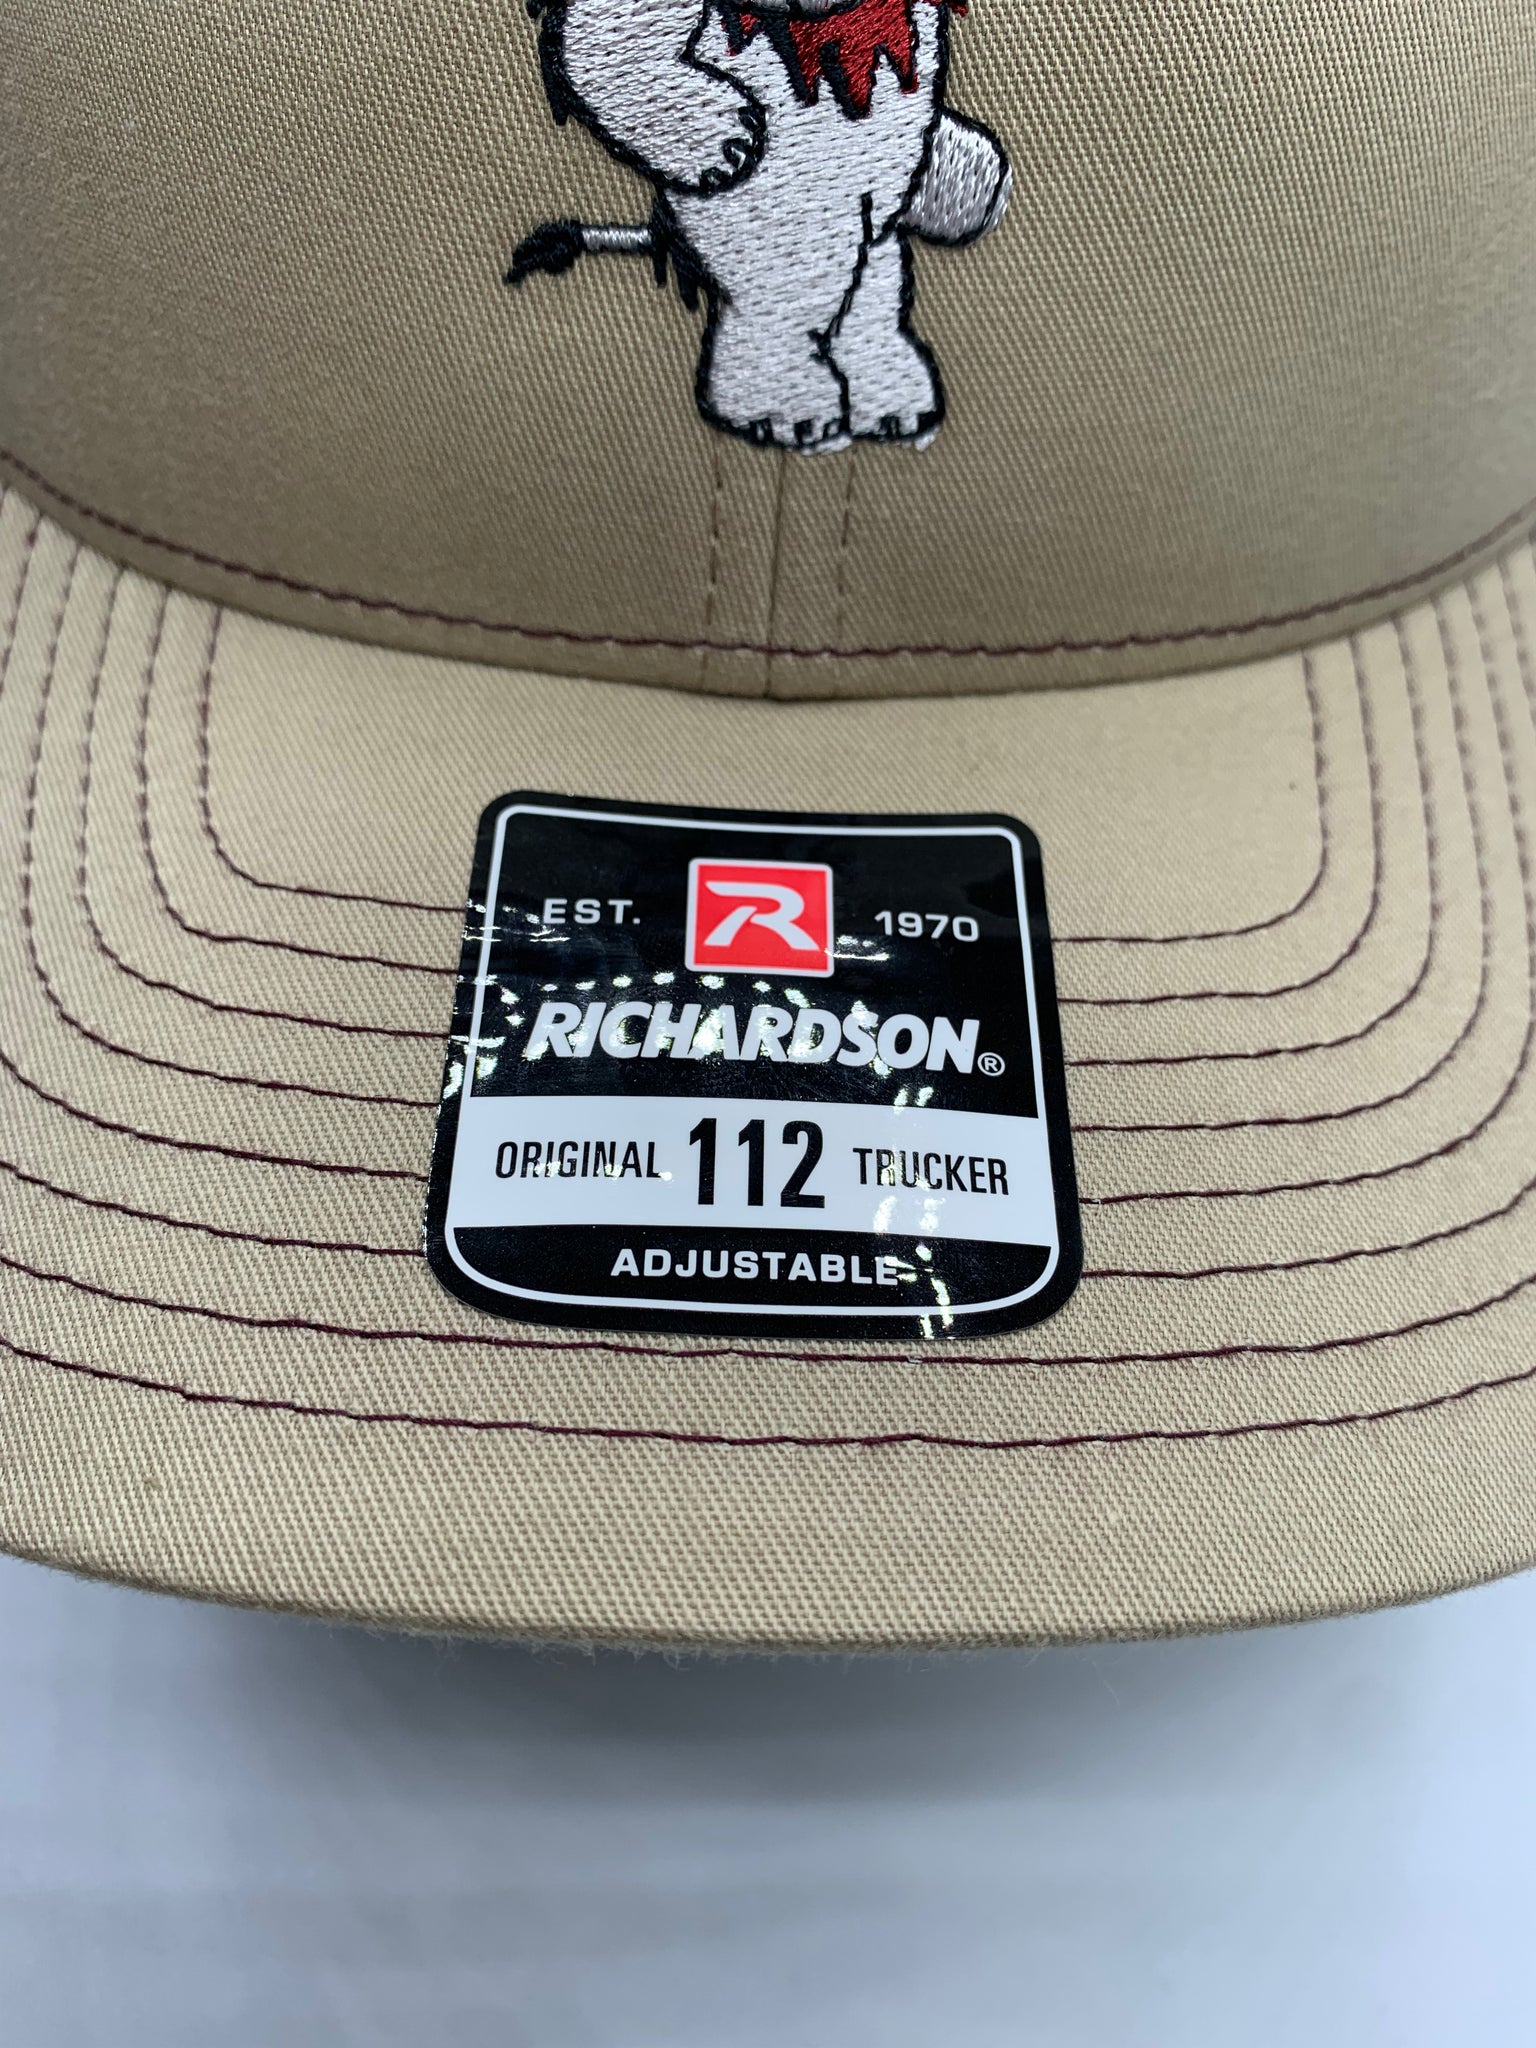 EST. R 1970
RICHARDSON®
ORIGINAL 112 TRUCKER
ADJUSTABLE